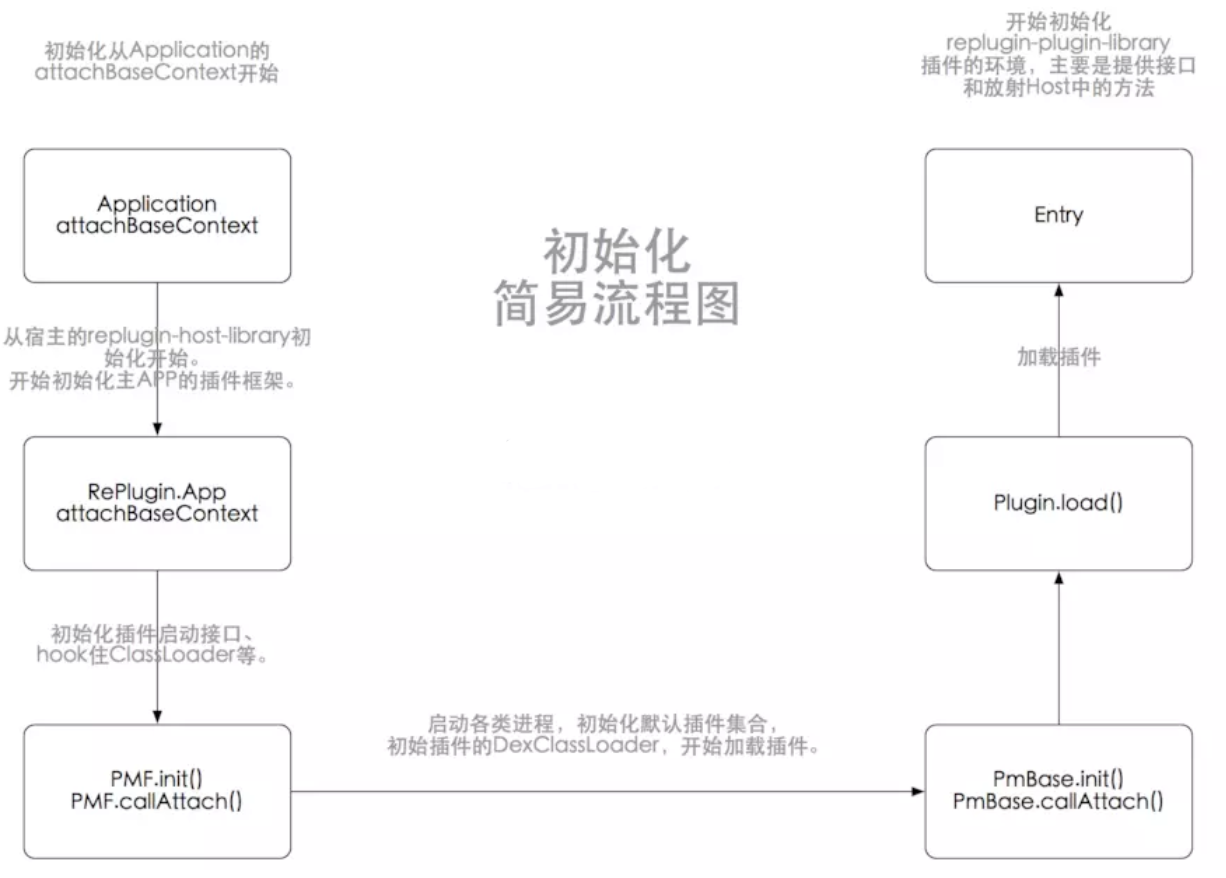 初始化从Application的
attachBaseContext开始
Application
attachBaseContext
从宿主的replugin-host-library初
始化开始。
开始初始化主APP的插件框架。
RePlugin.App
attachBaseContext
初始化插件启动接口、
hook住ClassLoader等。
PMF.init()
PMF.callAttach()
初始化
简易流程图
启动各类进程，初始化默认插件集合，
初始插件的DexClassLoader，开始加载插件。
PmBase.init()
PmBase.callAttach()
Plugin.load()
加载插件
Entry
开始初始化
replugin-plugin-library
插件的环境，主要是提供接口
和放射Host中的方法